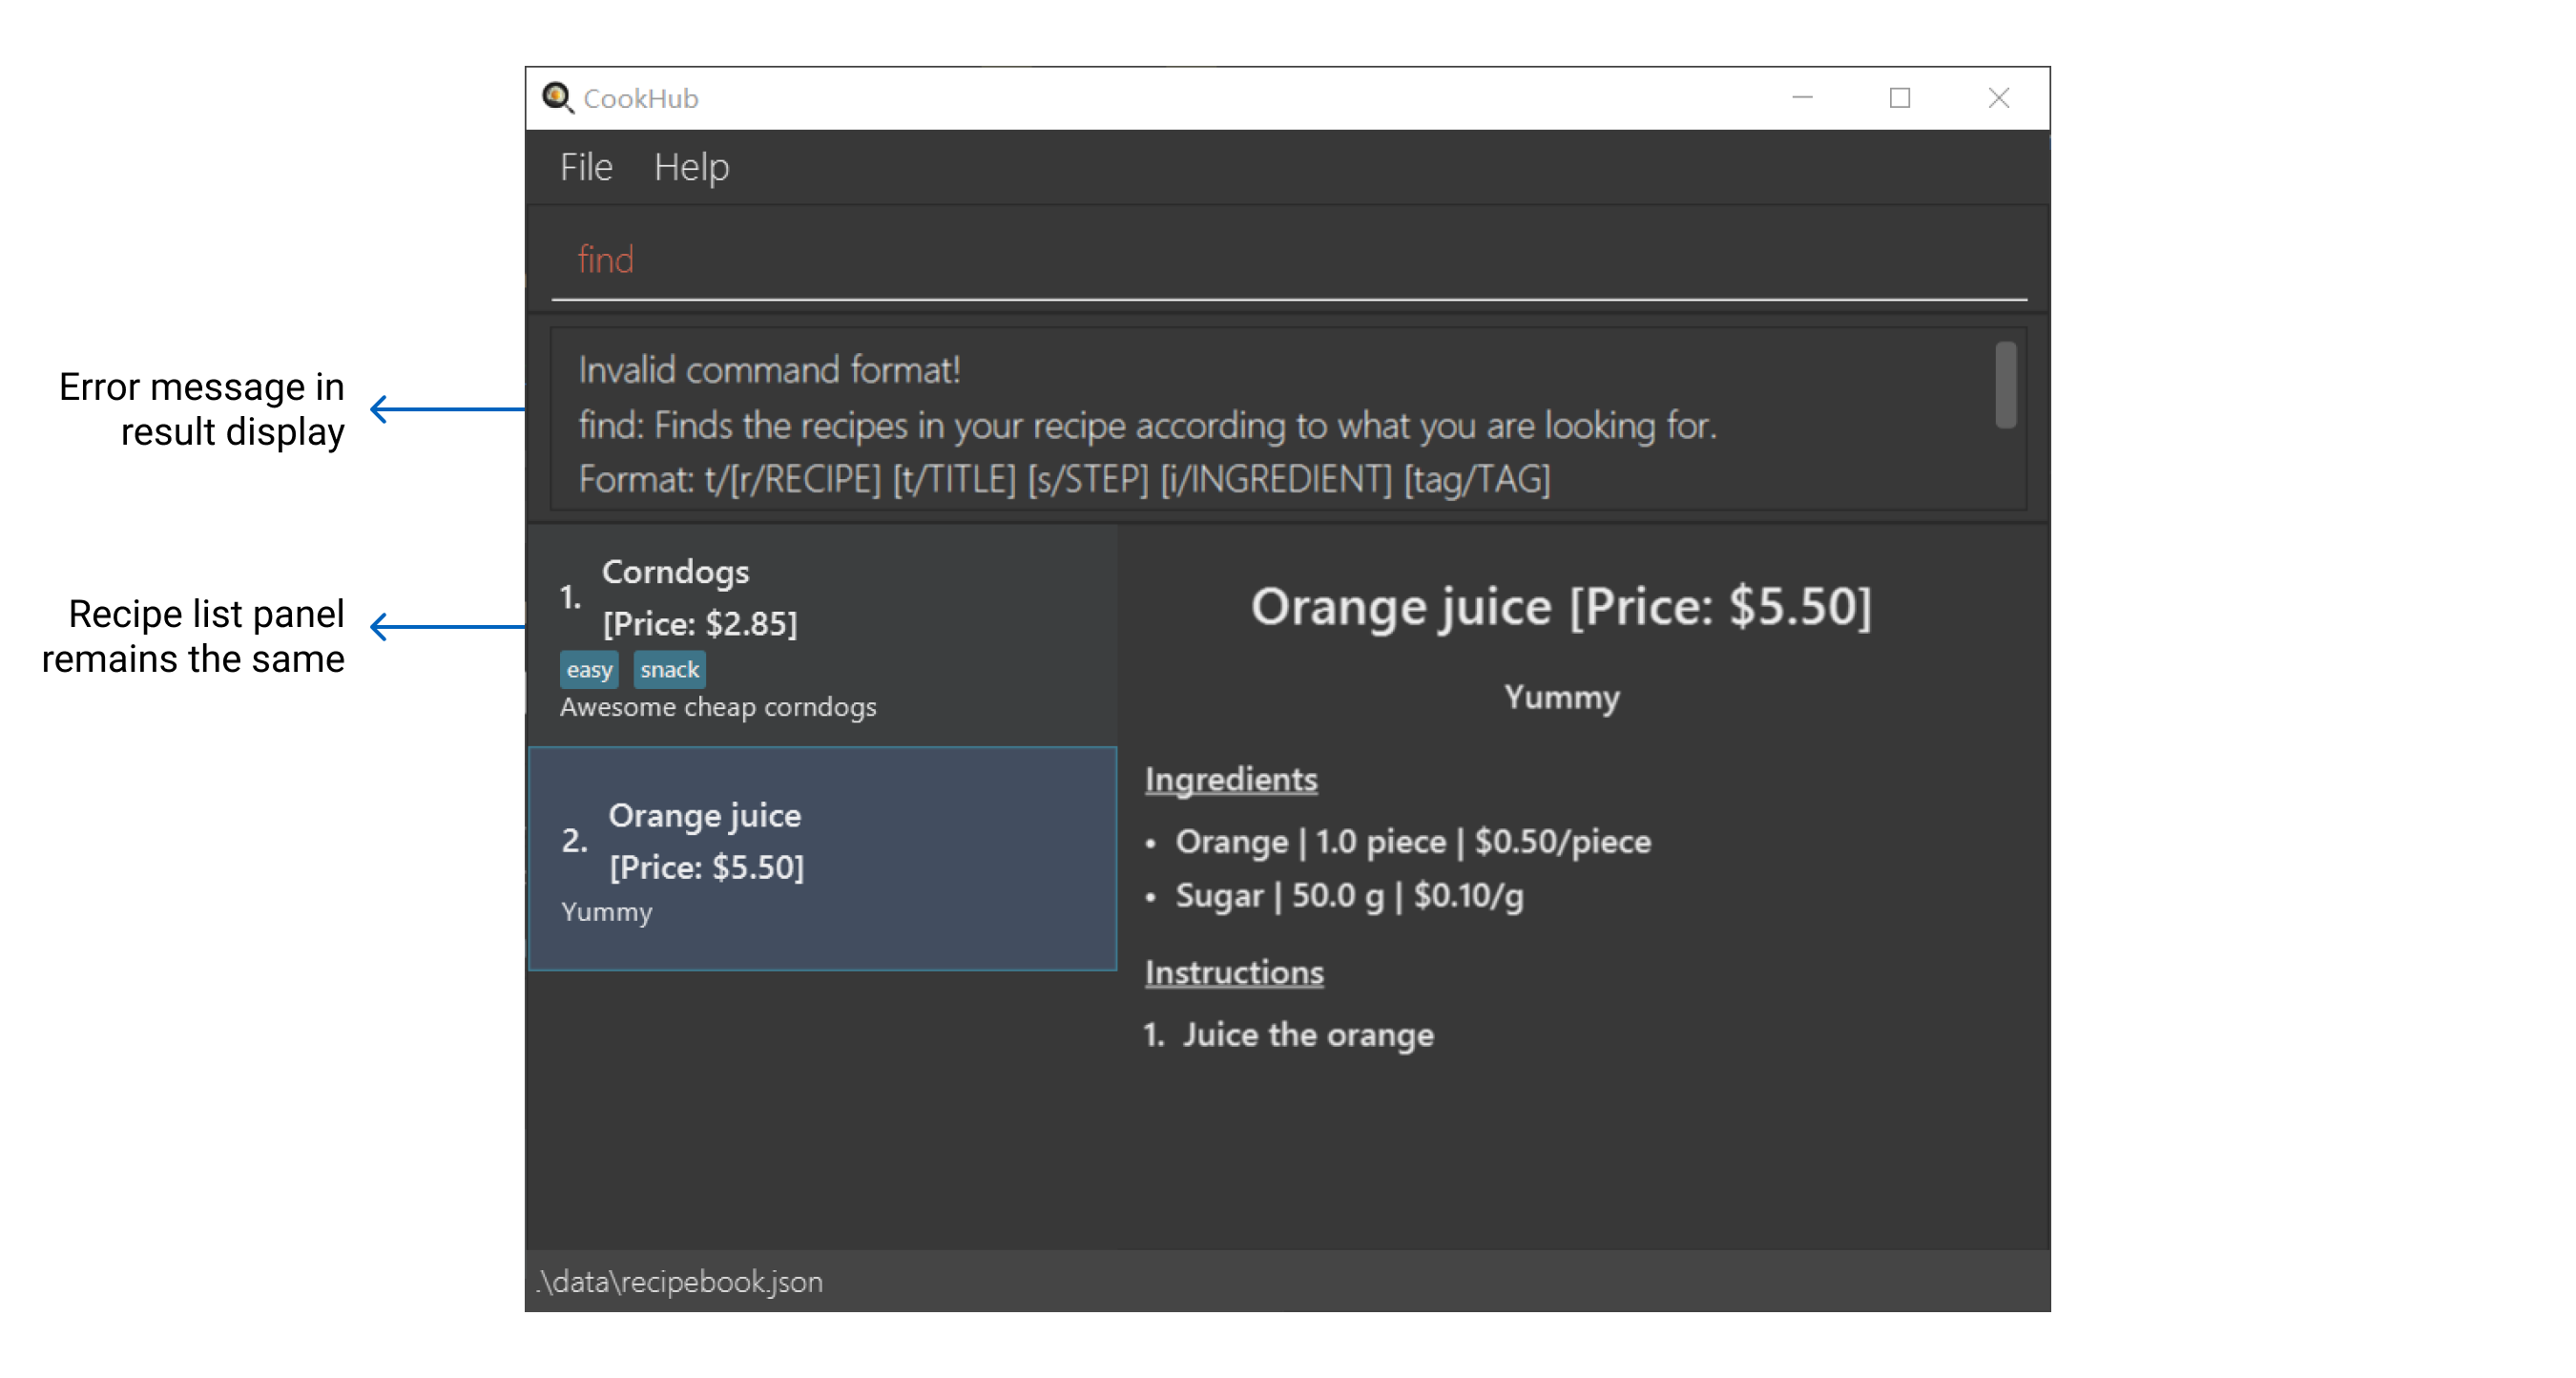 CookHub
File Help
find
Error message in
result display
Invalid command format!
find: Finds the recipes in your recipe according to what you are looking for.
Format: t/[r/RECIPE] [t/TITLE] [s/STEP] [i/INGREDIENT] [tag/TAG]
Recipe list panel
remains the same
1. Corndogs
[Price: $2.85]
easy snack
Awesome cheap corndogs
2. Orange juice
[Price: $5.50]
Yummy
Orange juice [Price: $5.50]
Yummy
Ingredients
• Orange | 1.0 piece | $0.50/piece
• Sugar | 50.0 g | $0.10/g
Instructions
1. Juice the orange
.\data\recipebook.json